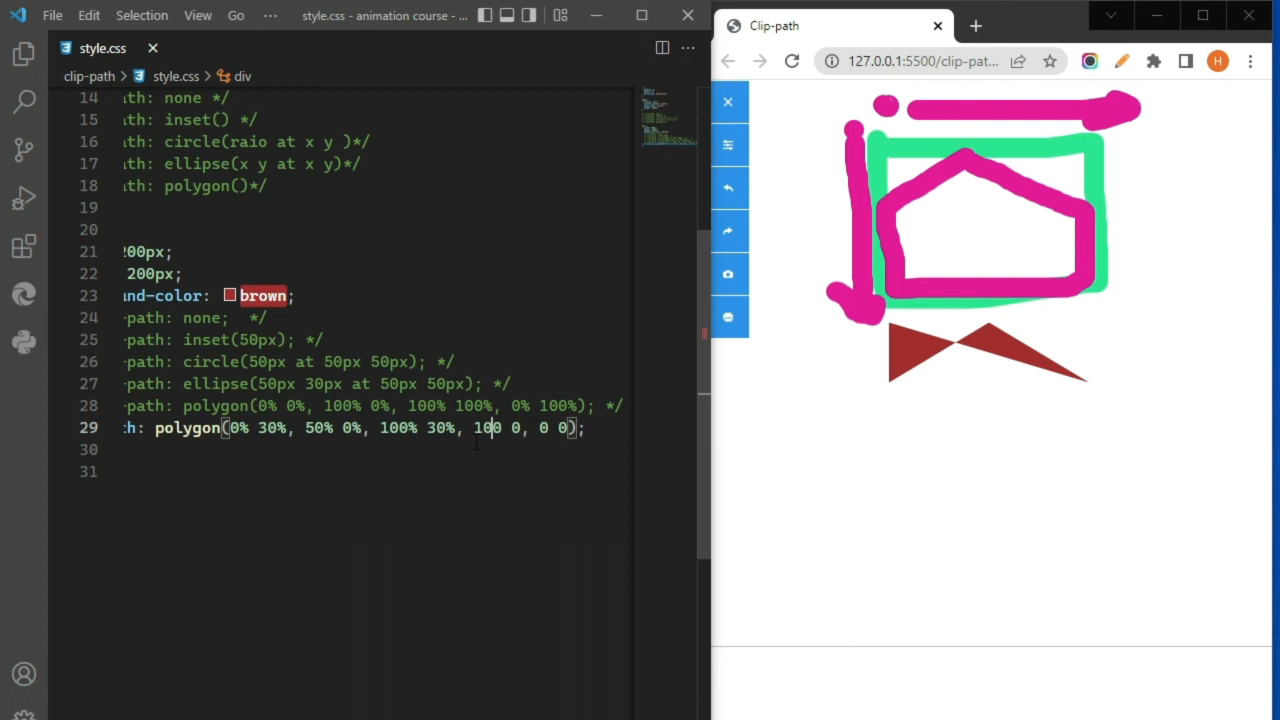 File Edit Selection View Go ··· style.css - animation course - ...
style.css
clip-path > style.css > div
14 ath: none */
15 ath: inset() */
16 ath: circle(raio at x y )*/
17 ath: ellipse(x y at x y)*/
18 ath: polygon()*/
19
20
21 200px;
22 200px;
23 und-color: brown;
24 -path: none;  */
25 -path: inset(50px); */
26 -path: circle(50px at 50px 50px); */
27 -path: ellipse(50px 30px at 50px 50px); */
28 -path: polygon(0% 0%, 100% 0%, 100% 100%, 0% 100%); */
29 th: polygon(0% 30%, 50% 0%, 100% 30%, 100 0, 0 0);
30
31
Clip-path
127.0.0.1:5500/clip-pat...
H